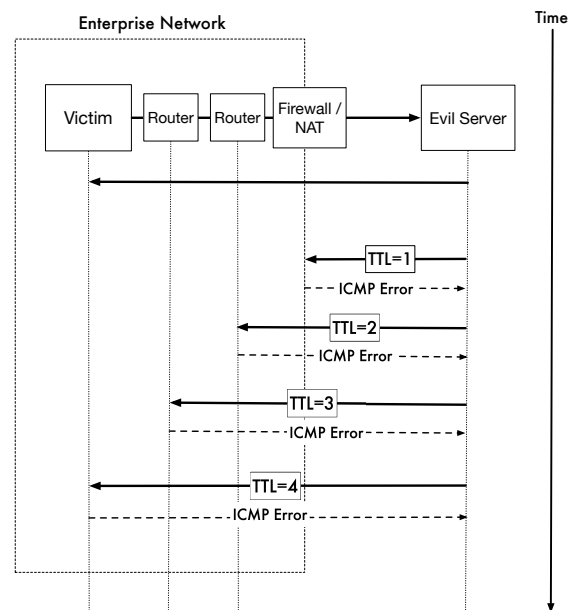 Enterprise Network
Time
Victim
Router
Router
Firewall /
NAT
Evil Server
TTL=1
ICMP Error
TTL=2
ICMP Error
TTL=3
ICMP Error
TTL=4
ICMP Error